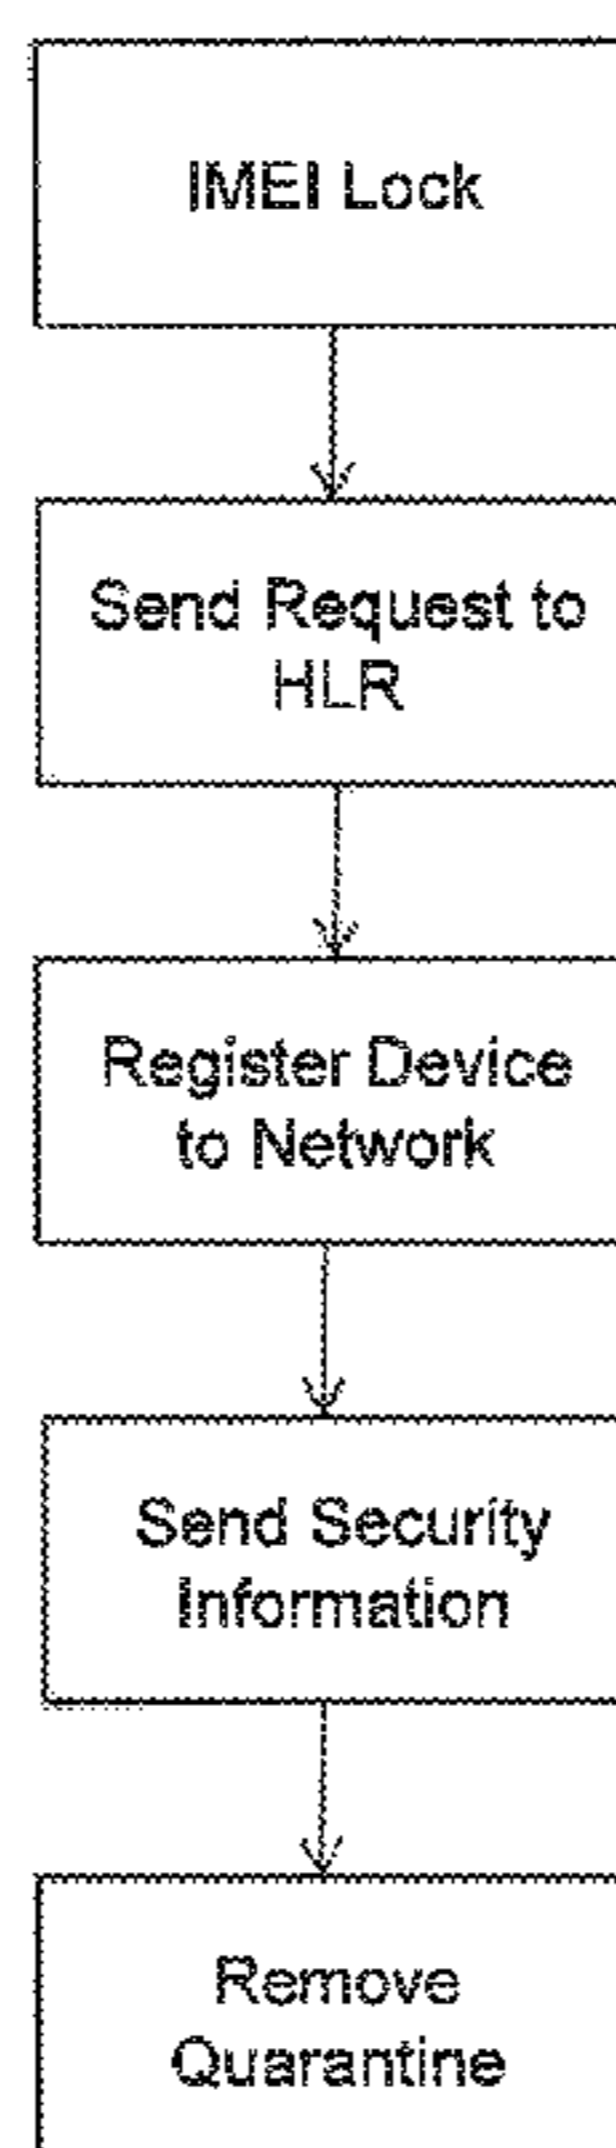 IMEI Lock
Send Request to
HLR
Register Device
to Network
Send Security
Information
Remove
Quarantine